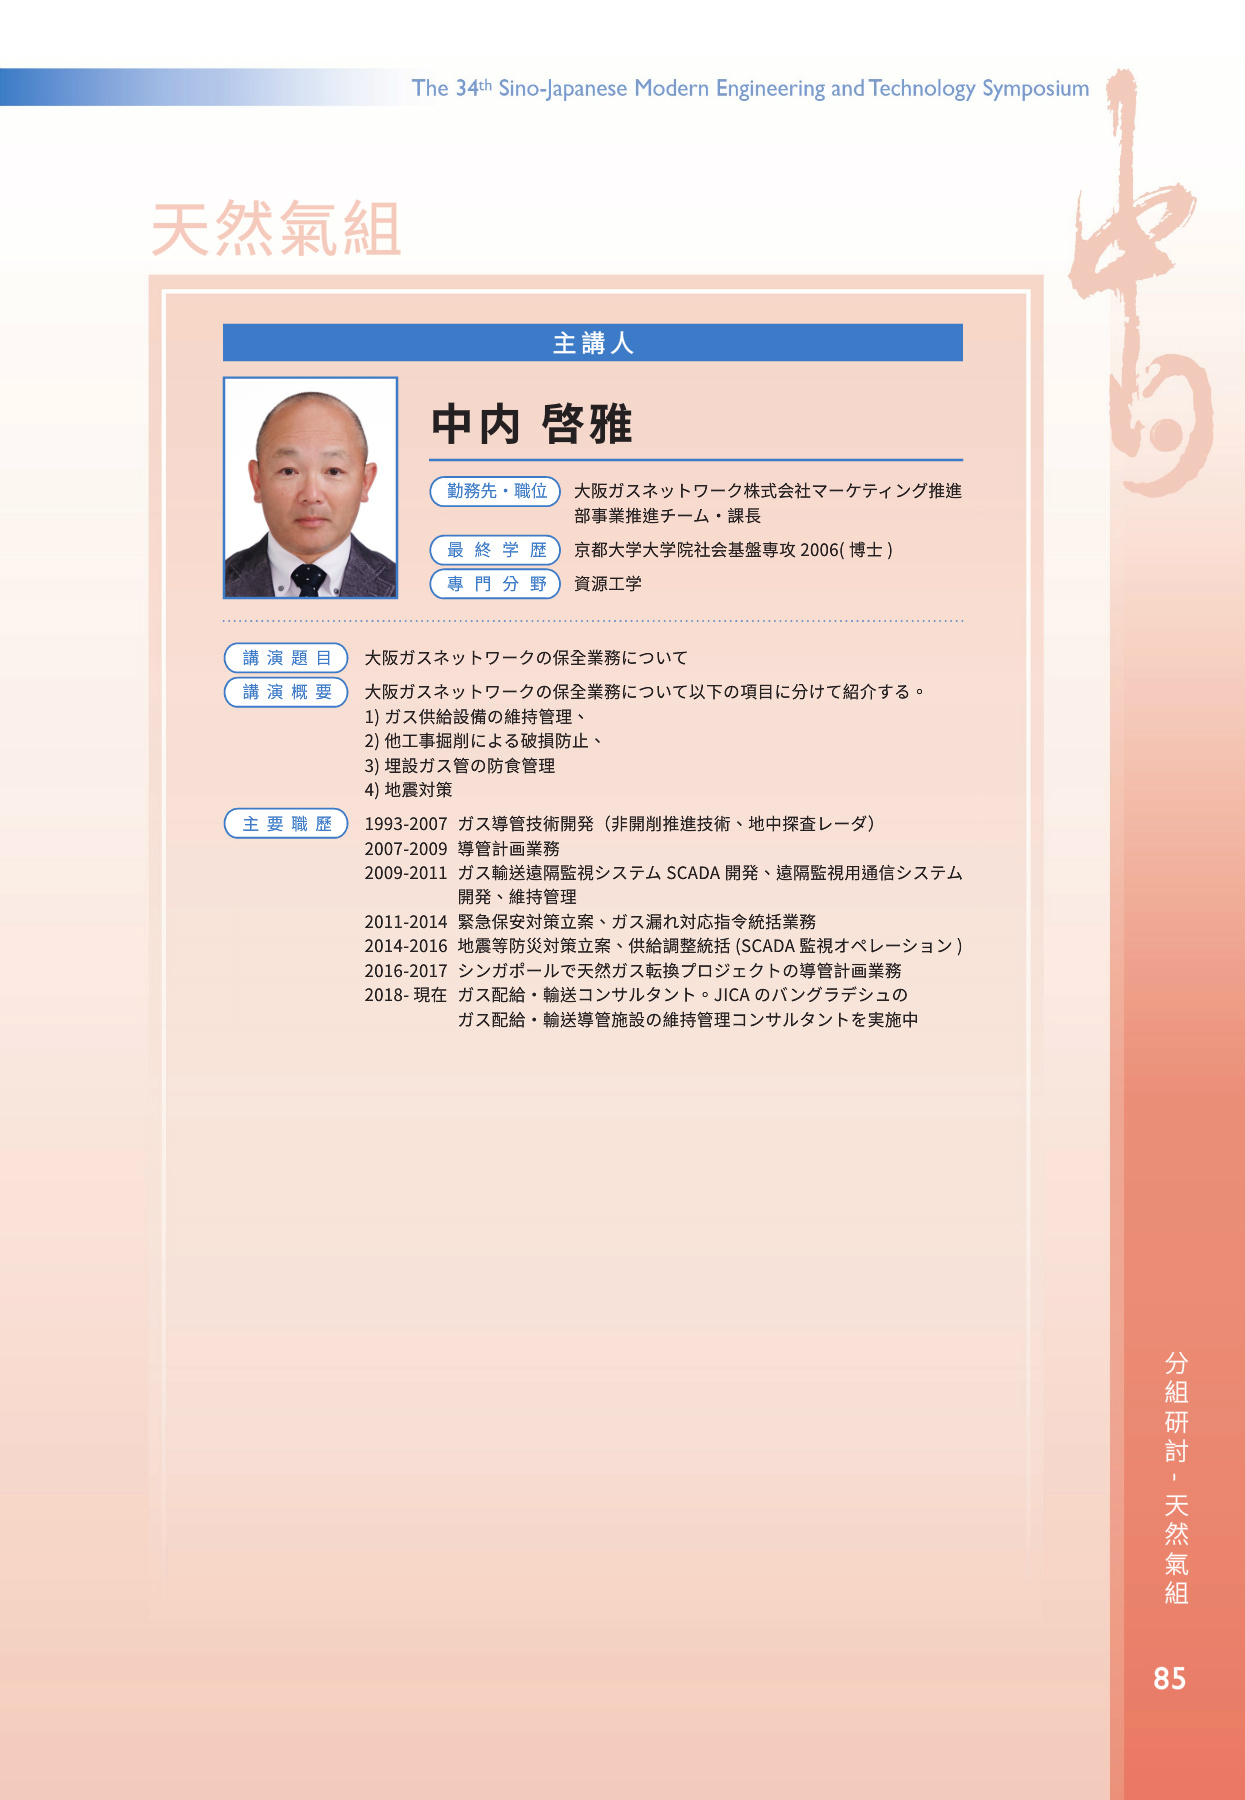 The 34th Sino-Japanese Modern Engineering and Technology Symposium
天然氣組
主講人
中内 啓雅
勤務先・職位 大阪ガスネットワーク株式会社マーケティング推進
部事業推進チーム・課長
最終学歴 京都大学大学院社会基盤専攻 2006( 博士 )
專門分野 資源工学
講演題目 大阪ガスネットワークの保全業務について
講演概要 大阪ガスネットワークの保全業務について以下の項目に分けて紹介する。
1) ガス供給設備の維持管理、
2) 他工事掘削による破損防止、
3) 埋設ガス管の防食管理
4) 地震対策
主要職歷 1993-2007 ガス導管技術開発（非開削推進技術、地中探査レーダ）
2007-2009 導管計画業務
2009-2011 ガス輸送遠隔監視システム SCADA 開発、遠隔監視用通信システム
開発、維持管理
2011-2014 緊急保安対策立案、ガス漏れ対応指令統括業務
2014-2016 地震等防災対策立案、供給調整統括 (SCADA 監視オペレーション )
2016-2017 シンガポールで天然ガス転換プロジェクトの導管計画業務
2018- 現在 ガス配給・輸送コンサルタント。JICA のバングラデシュの
ガス配給・輸送導管施設の維持管理コンサルタントを実施中
中日
分組研討-天然氣組
85